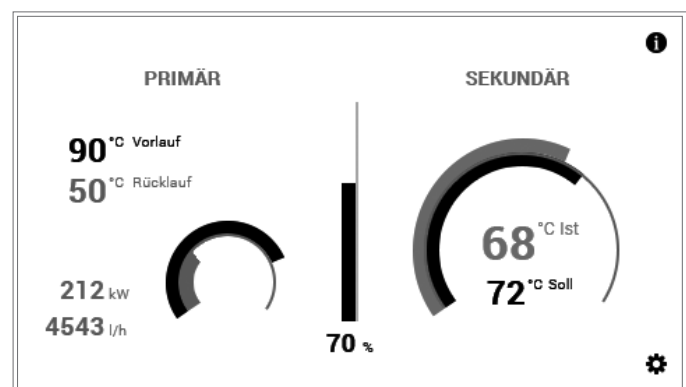 PRIMÄR
90 °C Vorlauf
50 °C Rücklauf
212 kW
4543 l/h
70 %
SEKUNDÄR
68 °C Ist
72 °C Soll